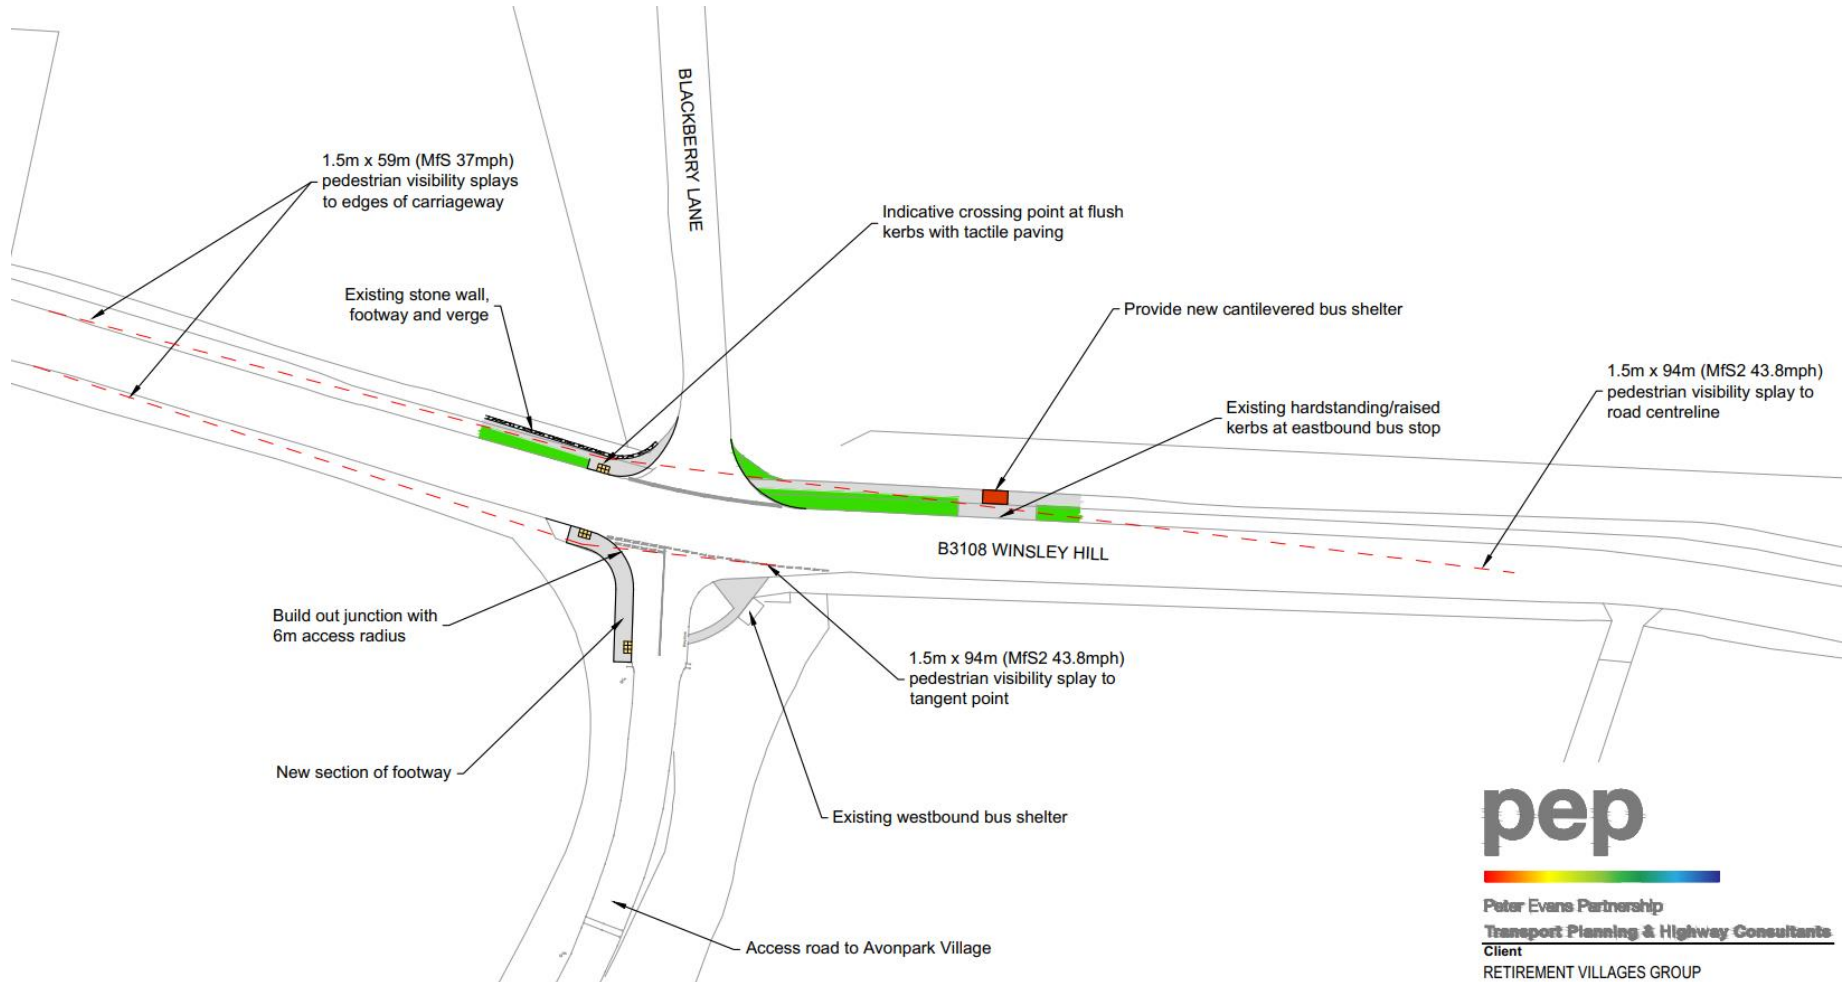 BLACKBERRY LANE
1.5m x 59m (MfS 37mph)
pedestrian visibility splays
to edges of carriageway
Indicative crossing point at flush
kerbs with tactile paving
Existing stone wall,
footway and verge
Provide new cantilevered bus shelter
1.5m x 94m (MfS2 43.8mph)
pedestrian visibility splay to
road centreline
Existing hardstanding/raised
kerbs at eastbound bus stop
B3108 WINSLEY HILL
Build out junction with
6m access radius
1.5m x 94m (MfS2 43.8mph)
pedestrian visibility splay to
tangent point
New section of footway
Existing westbound bus shelter
Access road to Avonpark Village
pep
Peter Evans Partnership
Transport Planning & Highway Consultants
Client
RETIREMENT VILLAGES GROUP